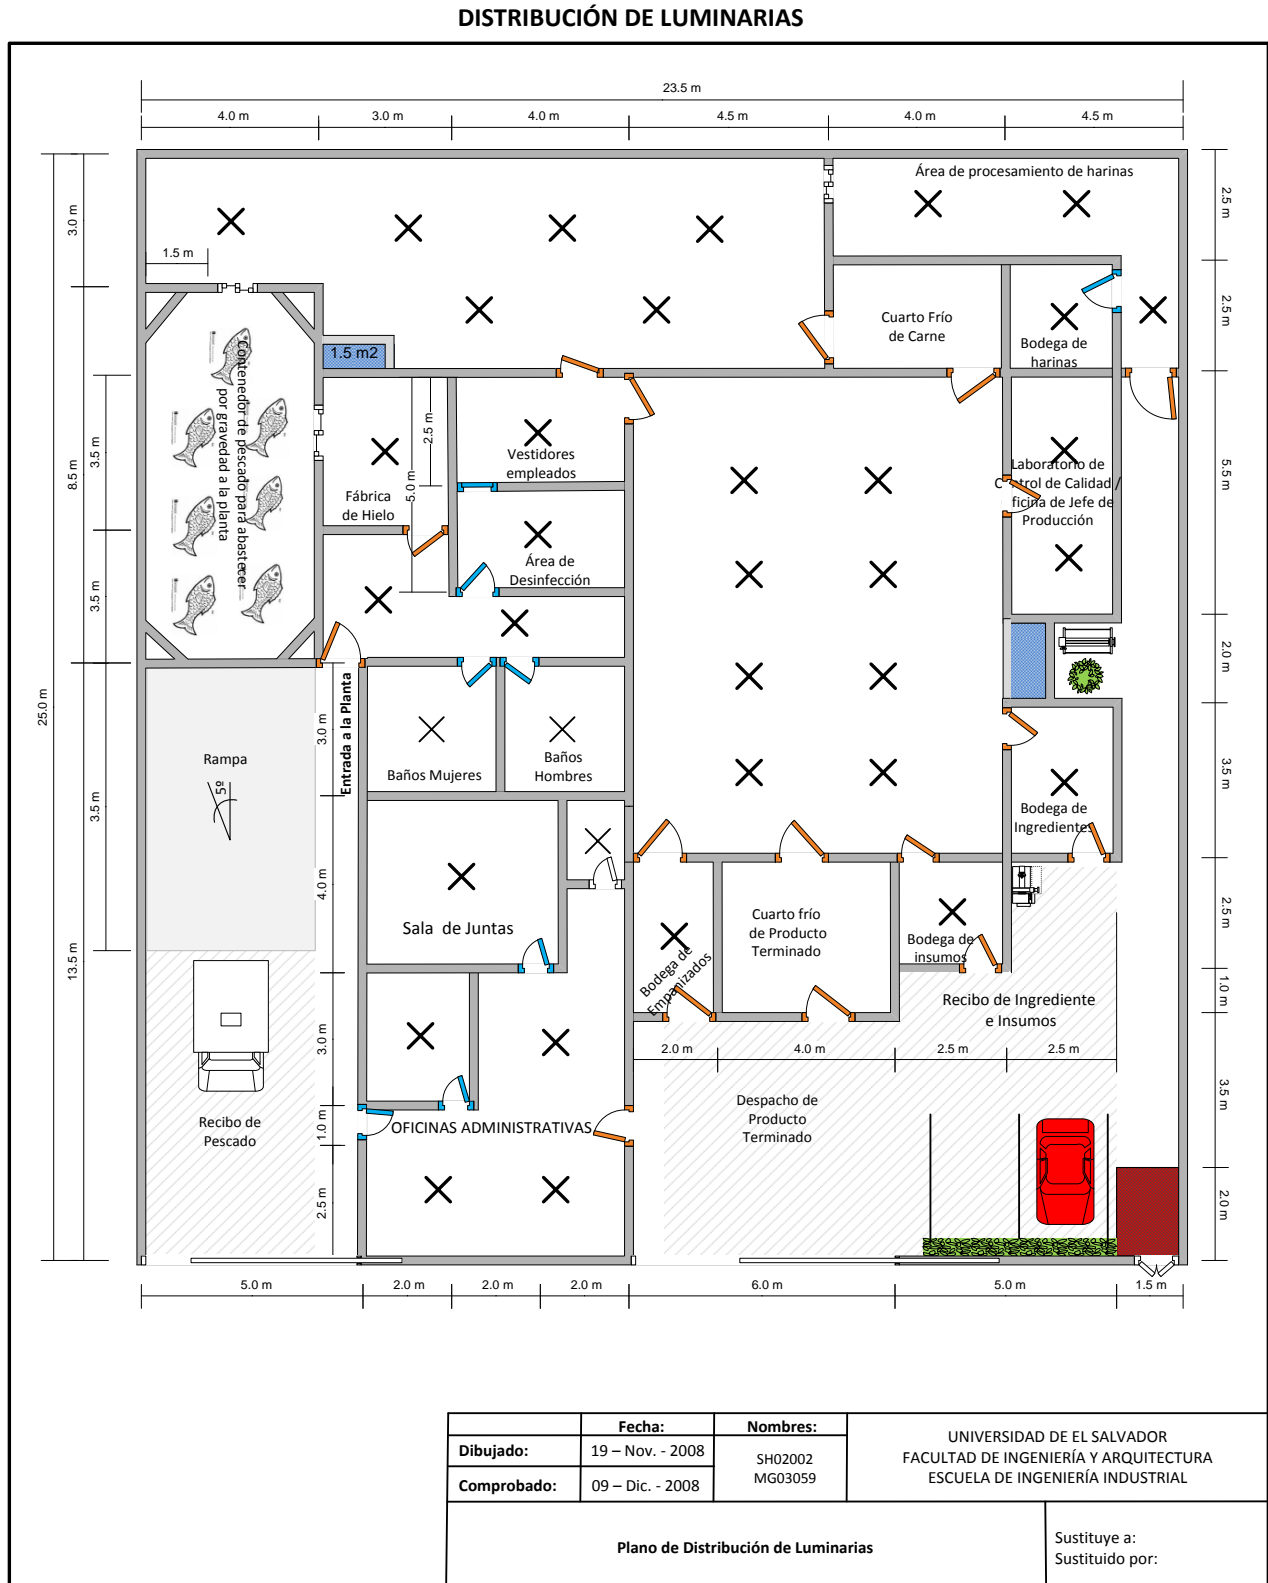 DISTRIBUCIÓN DE LUMINARIAS
23.5 m
4.0 m
3.0 m
4.0 m
4.5 m
4.0 m
4.5 m
Área de procesamiento de harinas
3.0 m
2.5 m
1.5 m
2.5 m
Cuarto Frío
de Carne
Bodega de
harinas
1.5 m2
Contenedor de pescado para abastecer
por gravedad a la planta
8.5 m
3.5 m
2.5 m
5.0 m
Vestidores
empleados
Fábrica
de Hielo
Laboratorio de
Control de Calidad /
ficina de Jefe de
Producción
5.5 m
Área de
Desinfección
3.5 m
2.0 m
25.0 m
Entrada a la Planta
3.0 m
Rampa
5º
Baños Mujeres
Baños
Hombres
3.5 m
Bodega de
Ingredientes
3.5 m
4.0 m
Sala de Juntas
Bodega de
Empanizados
Cuarto frío
de Producto
Terminado
Bodega de
insumos
2.5 m
13.5 m
1.0 m
Recibo de Ingrediente
e Insumos
3.0 m
2.0 m
4.0 m
2.5 m
2.5 m
3.5 m
Recibo de
Pescado
1.0 m
OFICINAS ADMINISTRATIVAS
Despacho de
Producto
Terminado
2.5 m
2.0 m
5.0 m
2.0 m
2.0 m
2.0 m
6.0 m
5.0 m
1.5 m
Fecha:
Nombres:
Dibujado:
19 – Nov. - 2008
SH02002
MG03059
Comprobado:
09 – Dic. - 2008
UNIVERSIDAD DE EL SALVADOR
FACULTAD DE INGENIERÍA Y ARQUITECTURA
ESCUELA DE INGENIERÍA INDUSTRIAL
Plano de Distribución de Luminarias
Sustituye a:
Sustituido por: